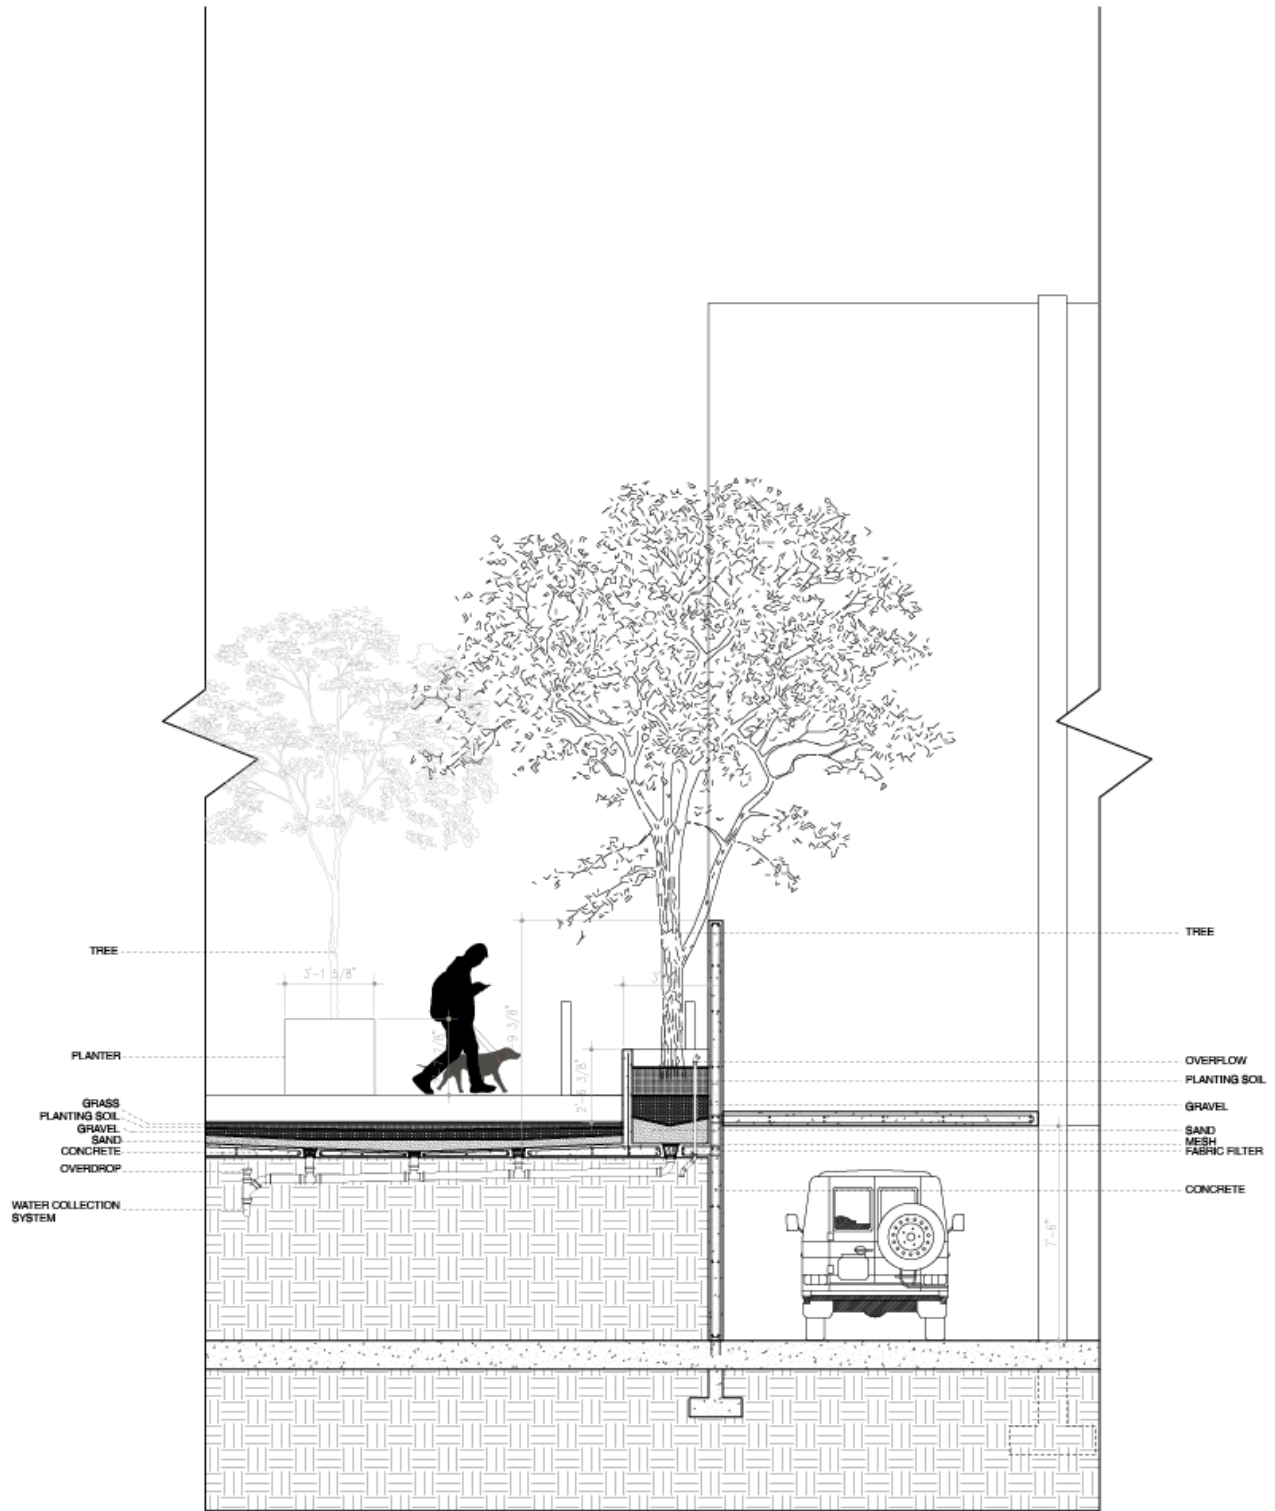 TREE
3'-1 5/8"
PLANTER
GRASS
PLANTING SOIL
GRAVEL
SAND
CONCRETE
OVERDROP
WATER COLLECTION
SYSTEM
2'-6 3/8"
TREE
OVERFLOW
PLANTING SOIL
GRAVEL
SAND
MESH
FABRIC FILTER
CONCRETE
7'-6"